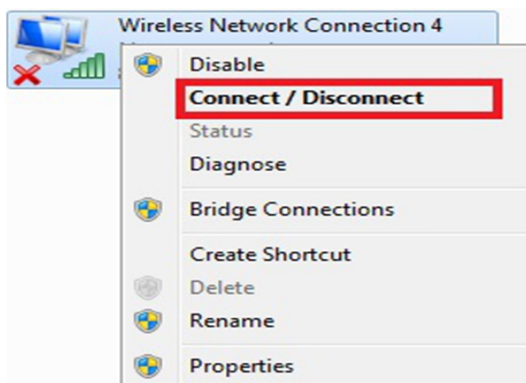 Wireless Network Connection 4
Disable
Connect / Disconnect
Status
Diagnose
Bridge Connections
Create Shortcut
Delete
Rename
Properties